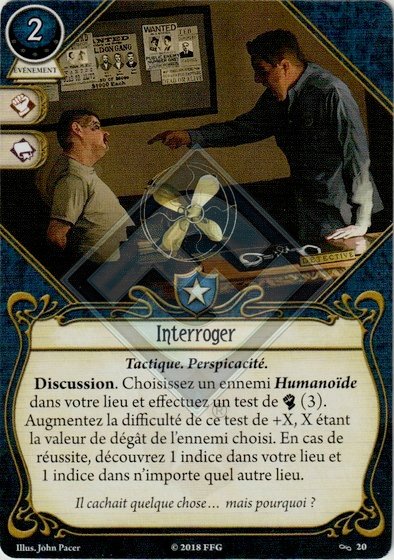 2
ÉVÉNEMENT
WANTED
WANTED
DETECTIVE
Interroger
Tactique. Perspicacité.
Discussion. Choisissez un ennemi Humanoïde
dans votre lieu et effectuez un test de (3).
Augmentez la difficulté de ce test de +X, X étant
la valeur de dégât de l'ennemi choisi. En cas de
réussite, découvrez 1 indice dans votre lieu et
1 indice dans n'importe quel autre lieu.
Il cachait quelque chose… mais pourquoi ?
Illus. John Pacer © 2018 FFG 20